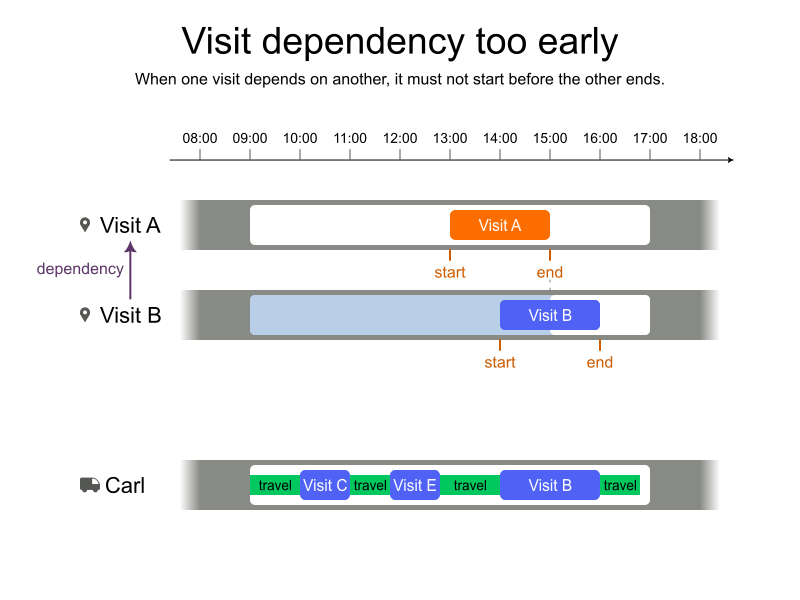 Visit dependency too early
When one visit depends on another, it must not start before the other ends.
08:00 09:00 10:00 11:00 12:00 13:00 14:00 15:00 16:00 17:00 18:00
Visit A
Visit A
start end
dependency
Visit B
Visit B
start end
Carl
travel Visit C travel Visit E travel Visit B travel